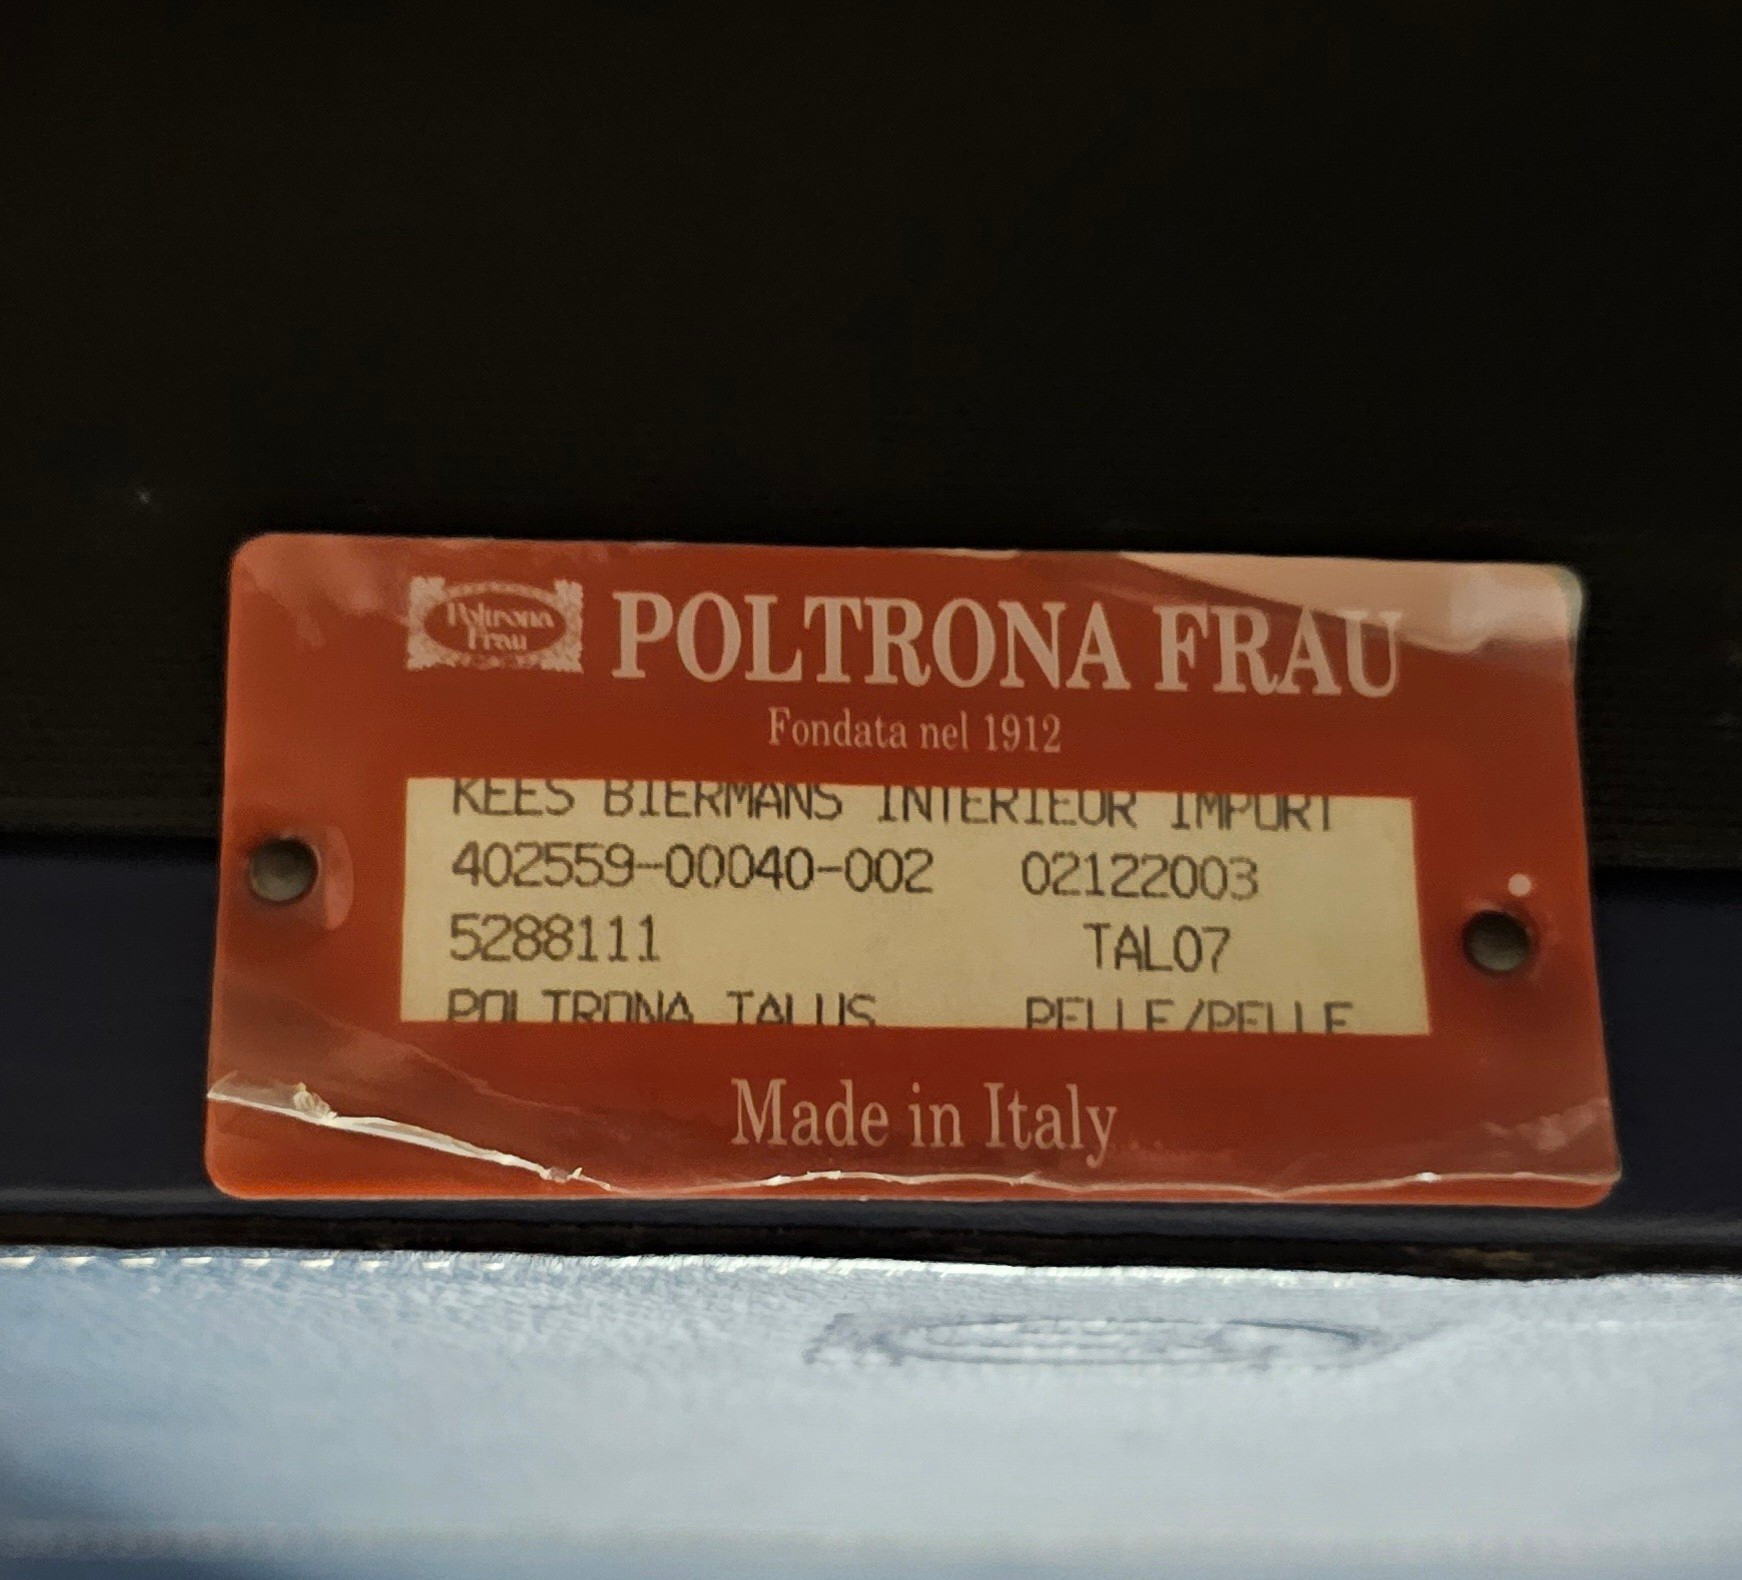 Poltrona
Frau
POLTRONA FRAU
Fondata nel 1912
KEES BIERMANS INTERIEUR IMPORT
402559-00040-002 02122003
5288111 TAL07
POLTRONA TALUS PELLE/PELLE
Made in Italy